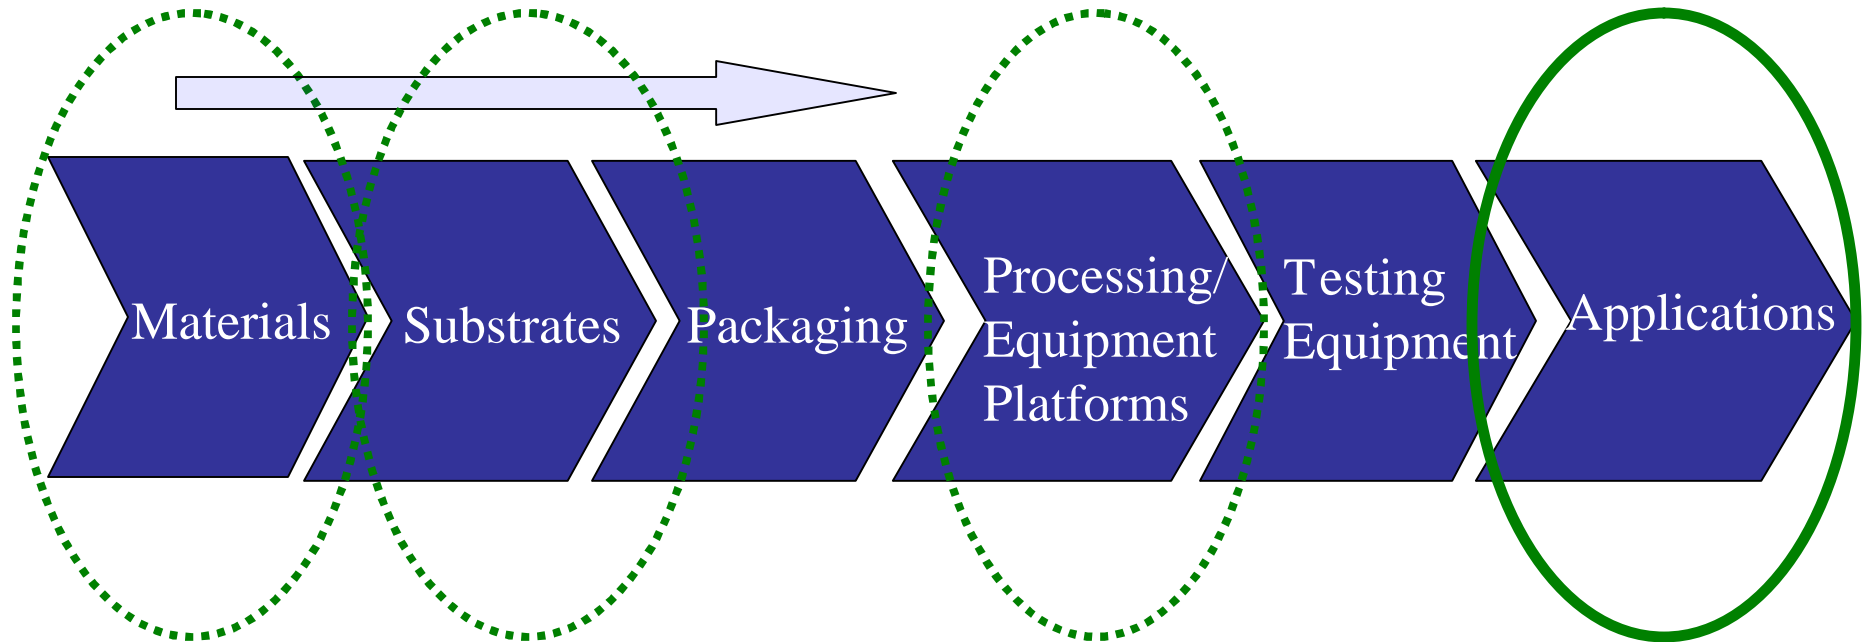 Materials
Substrates
Packaging
Processing/
Equipment
Platforms
Testing
Equipment
Applications